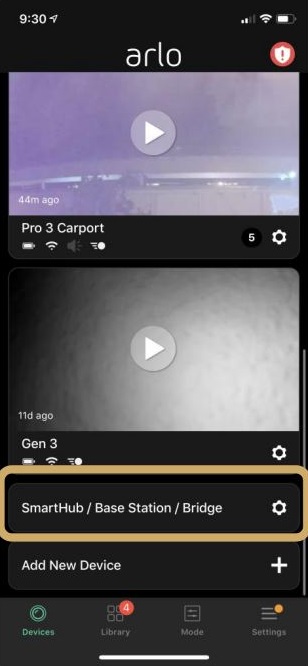 9:30
arlo
44m ago
Pro 3 Carport
5
11d ago
Gen 3
SmartHub / Base Station / Bridge
Add New Device
4
Devices
Library
Mode
Settings